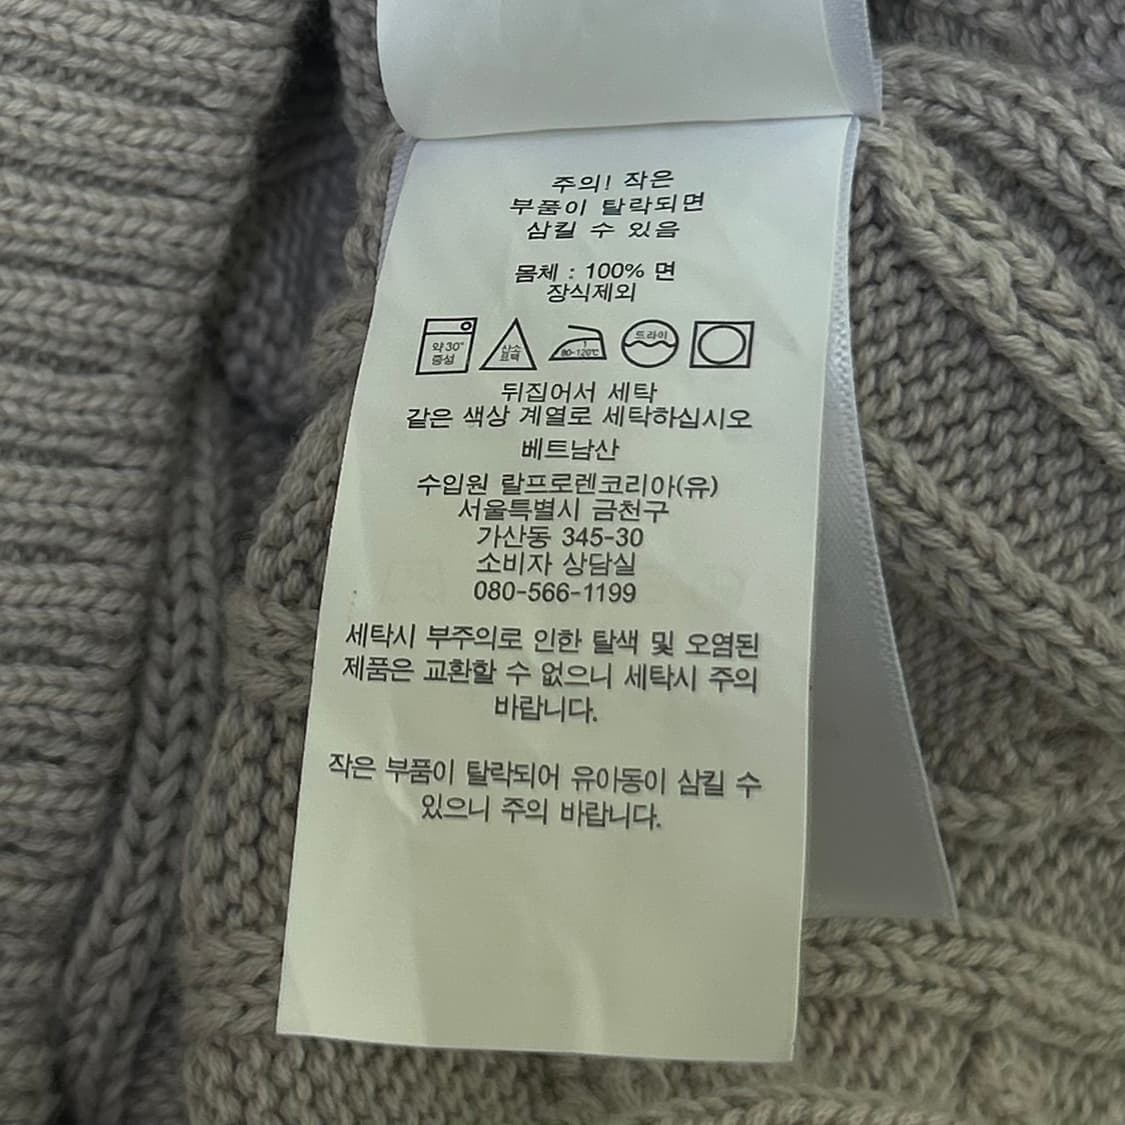 주의! 작은
부품이 탈락되면
삼킬 수 있음
몸체 : 100% 면
장식제외
약 30°
중성
산소
표백
1
80-120℃
드라이
뒤집어서 세탁
같은 색상 계열로 세탁하십시오
베트남산
수입원 랄프로렌코리아(유)
서울특별시 금천구
가산동 345-30
소비자 상담실
080-566-1199
세탁시 부주의로 인한 탈색 및 오염된
제품은 교환할 수 없으니 세탁시 주의
바랍니다.
작은 부품이 탈락되어 유아동이 삼킬 수
있으니 주의 바랍니다.